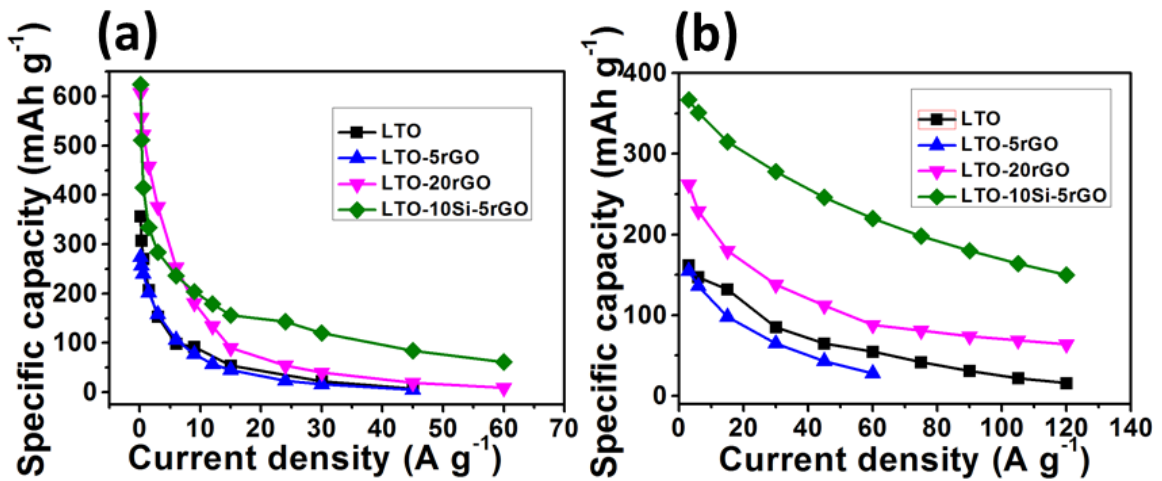 (a)
Specific capacity (mAh g⁻¹)
600
500
400
300
200
100
0
LTO
LTO-5rGO
LTO-20rGO
LTO-10Si-5rGO
0 10 20 30 40 50 60 70
Current density (A g⁻¹)
(b)
Specific capacity (mAh g⁻¹)
400
300
200
100
0
LTO
LTO-5rGO
LTO-20rGO
LTO-10Si-5rGO
0 20 40 60 80 100 120 140
Current density (A g⁻¹)